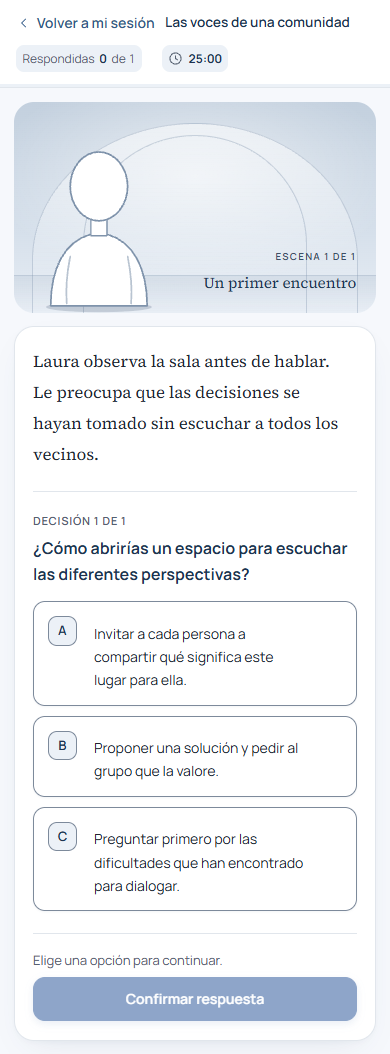 Volver a mi sesión Las voces de una comunidad
Respondidas 0 de 1 25:00
ESCENA 1 DE 1
Un primer encuentro
Laura observa la sala antes de hablar.
Le preocupa que las decisiones se
hayan tomado sin escuchar a todos los
vecinos.
DECISIÓN 1 DE 1
¿Cómo abrirías un espacio para escuchar
las diferentes perspectivas?
A Invitar a cada persona a
compartir qué significa este
lugar para ella.
B Proponer una solución y pedir al
grupo que la valore.
C Preguntar primero por las
dificultades que han encontrado
para dialogar.
Elige una opción para continuar.
Confirmar respuesta